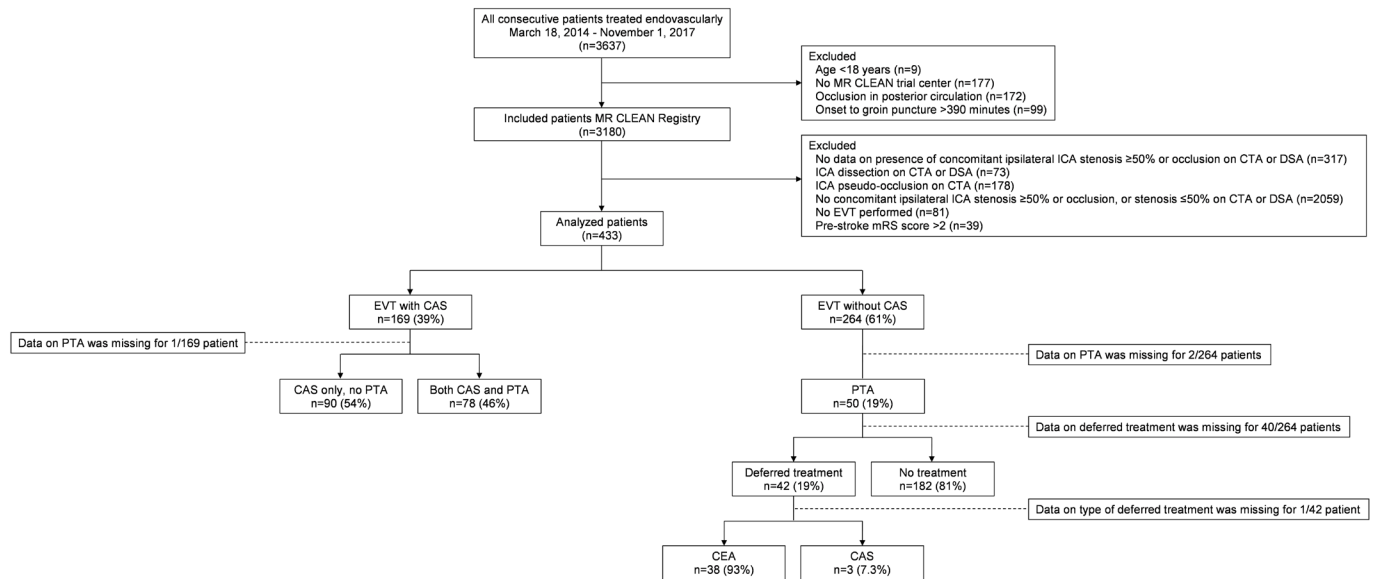 All consecutive patients treated endovascularly
March 18, 2014 - November 1, 2017
(n=3637)
Excluded
Age <18 years (n=9)
No MR CLEAN trial center (n=177)
Occlusion in posterior circulation (n=172)
Onset to groin puncture >390 minutes (n=99)
Included patients MR CLEAN Registry
(n=3180)
Excluded
No data on presence of concomitant ipsilateral ICA stenosis ≥50% or occlusion on CTA or DSA (n=317)
ICA dissection on CTA or DSA (n=73)
ICA pseudo-occlusion on CTA (n=178)
No concomitant ipsilateral ICA stenosis ≥50% or occlusion, or stenosis ≤50% on CTA or DSA (n=2059)
No EVT performed (n=81)
Pre-stroke mRS score >2 (n=39)
Analyzed patients
(n=433)
EVT with CAS
n=169 (39%)
EVT without CAS
n=264 (61%)
Data on PTA was missing for 1/169 patient
Data on PTA was missing for 2/264 patients
CAS only, no PTA
n=90 (54%)
Both CAS and PTA
n=78 (46%)
PTA
n=50 (19%)
Data on deferred treatment was missing for 40/264 patients
Deferred treatment
n=42 (19%)
No treatment
n=182 (81%)
Data on type of deferred treatment was missing for 1/42 patient
CEA
n=38 (93%)
CAS
n=3 (7.3%)